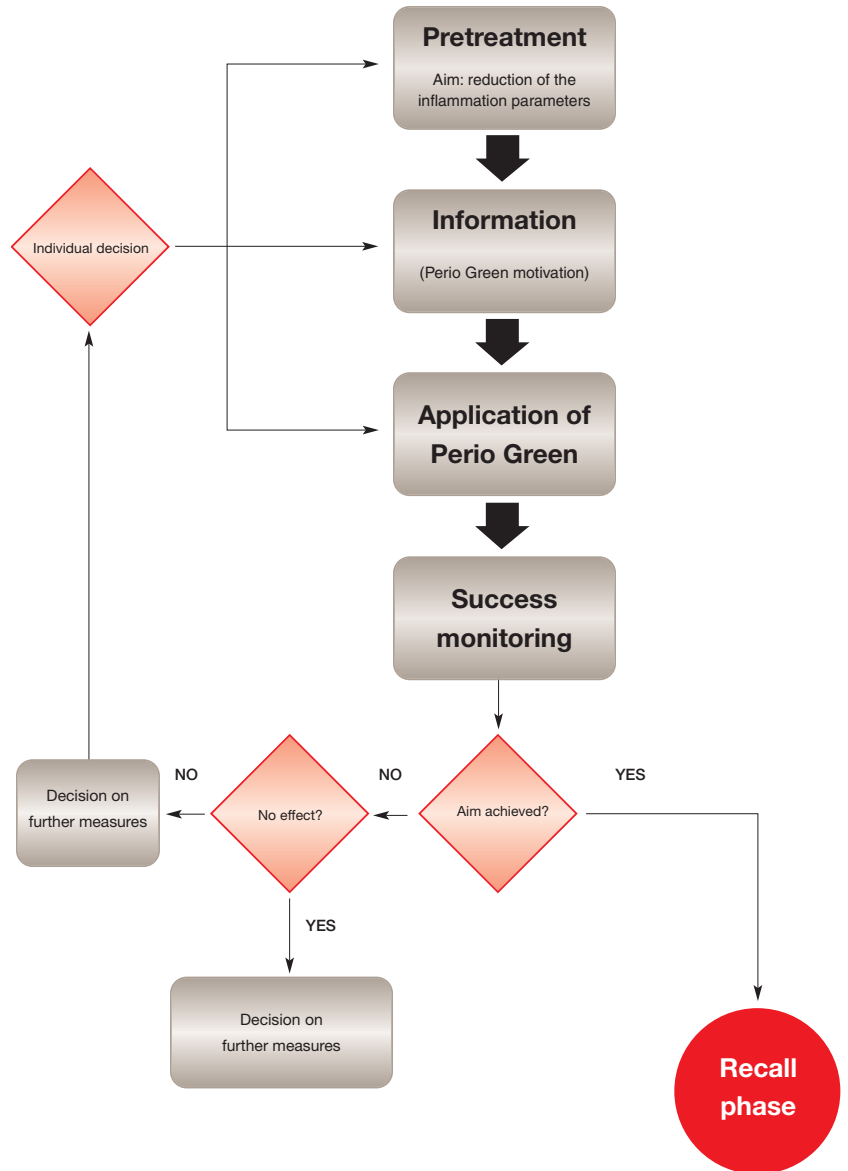 Pretreatment
Aim: reduction of the
inflammation parameters
Individual decision
Information
(Perio Green motivation)
Application of
Perio Green
Success
monitoring
NO
NO
YES
Decision on
further measures
No effect?
Aim achieved?
YES
Decision on
further measures
Recall
phase